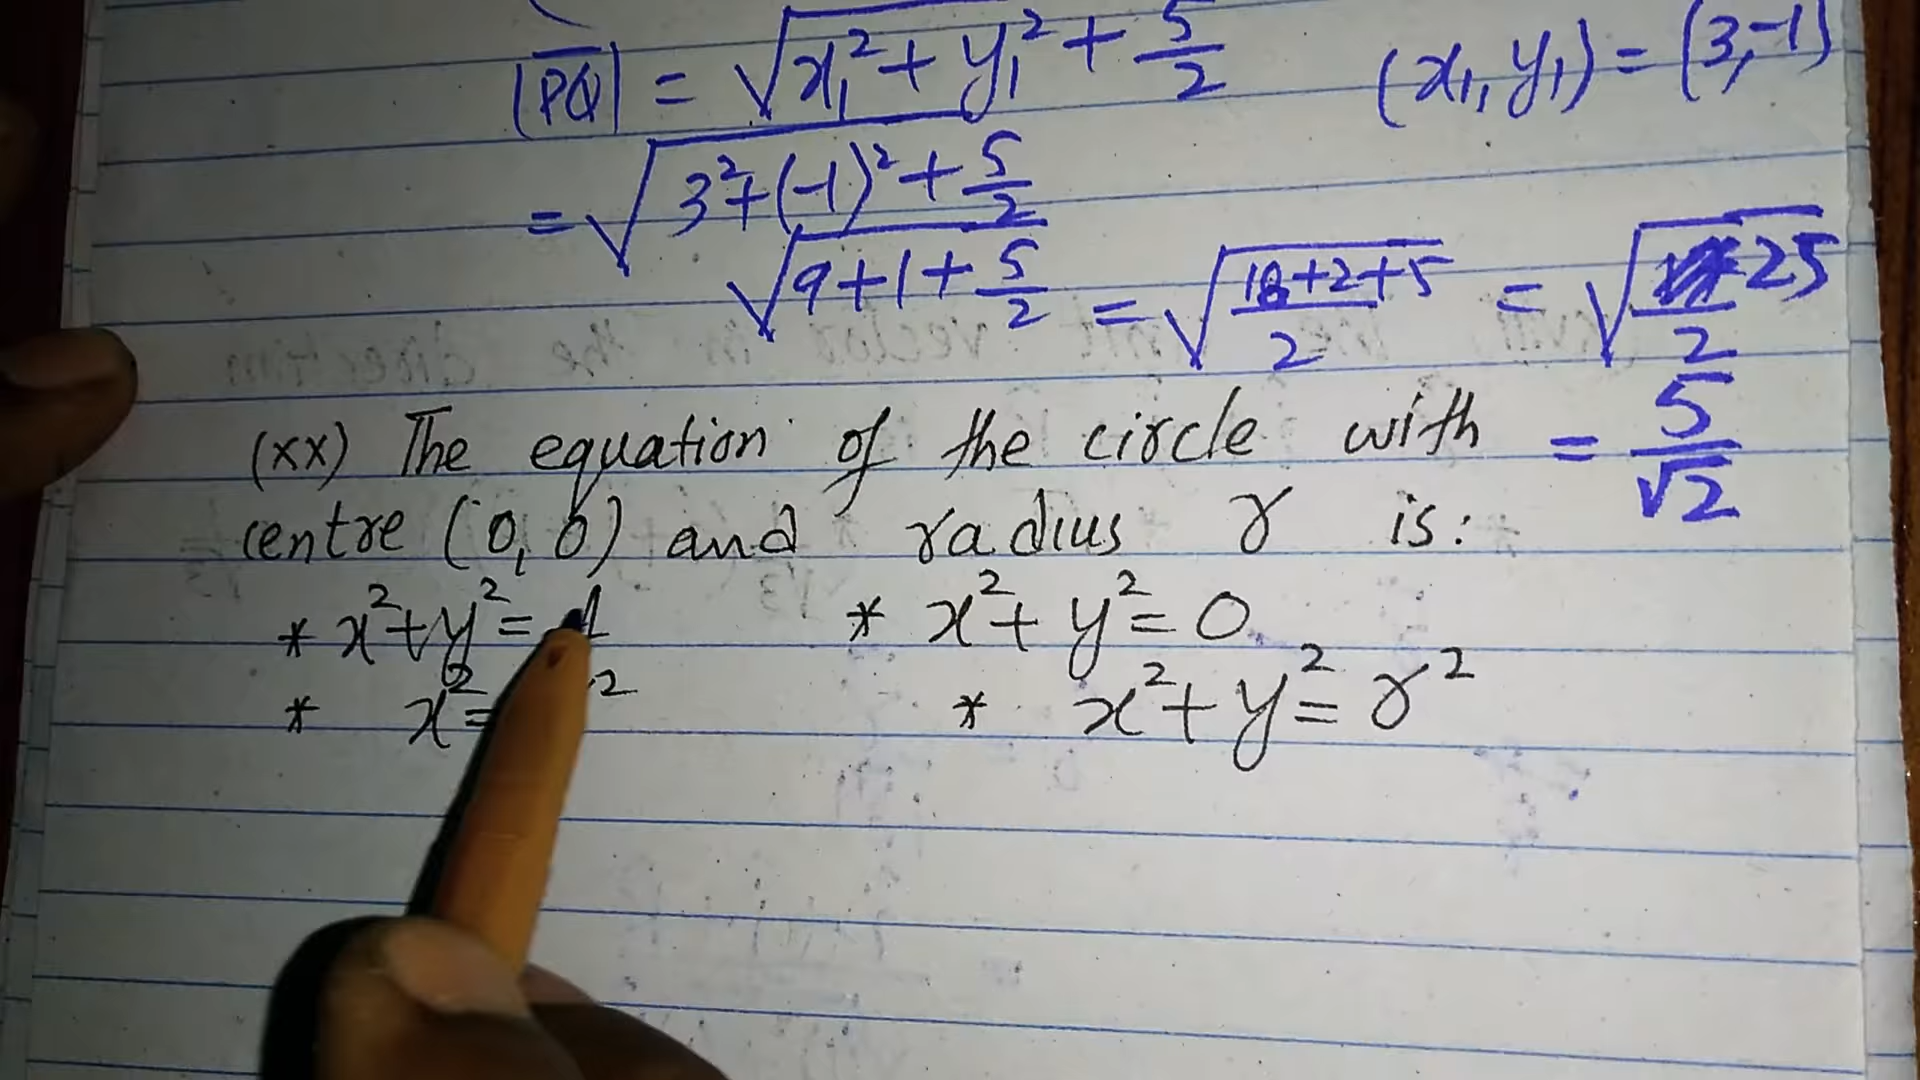 |PQ| = √x₁² + y₁² + 5/2 (x₁, y₁) = (3, -1)
= √3² + (-1)² + 5/2
√9 + 1 + 5/2 = √18+2+5/2 = √25/2
(xx) The equation of the circle with = 5/√2
centre (0, 0) and radius r is:
* x² + y² = 1 * x² + y² = 0
* x² = ² * x² + y² = r²